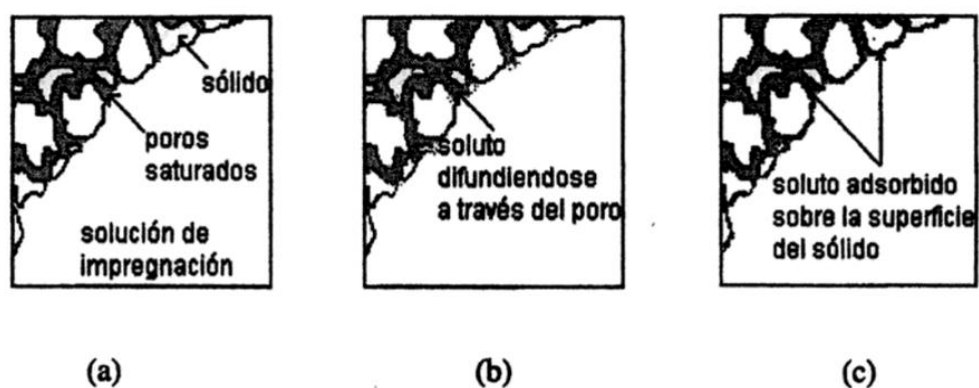 sólido
poros
saturados
solución de
impregnación
soluto
difundiendose
a través del poro
soluto adsorbido
sobre la superficie
del sólido
(a)
(b)
(c)